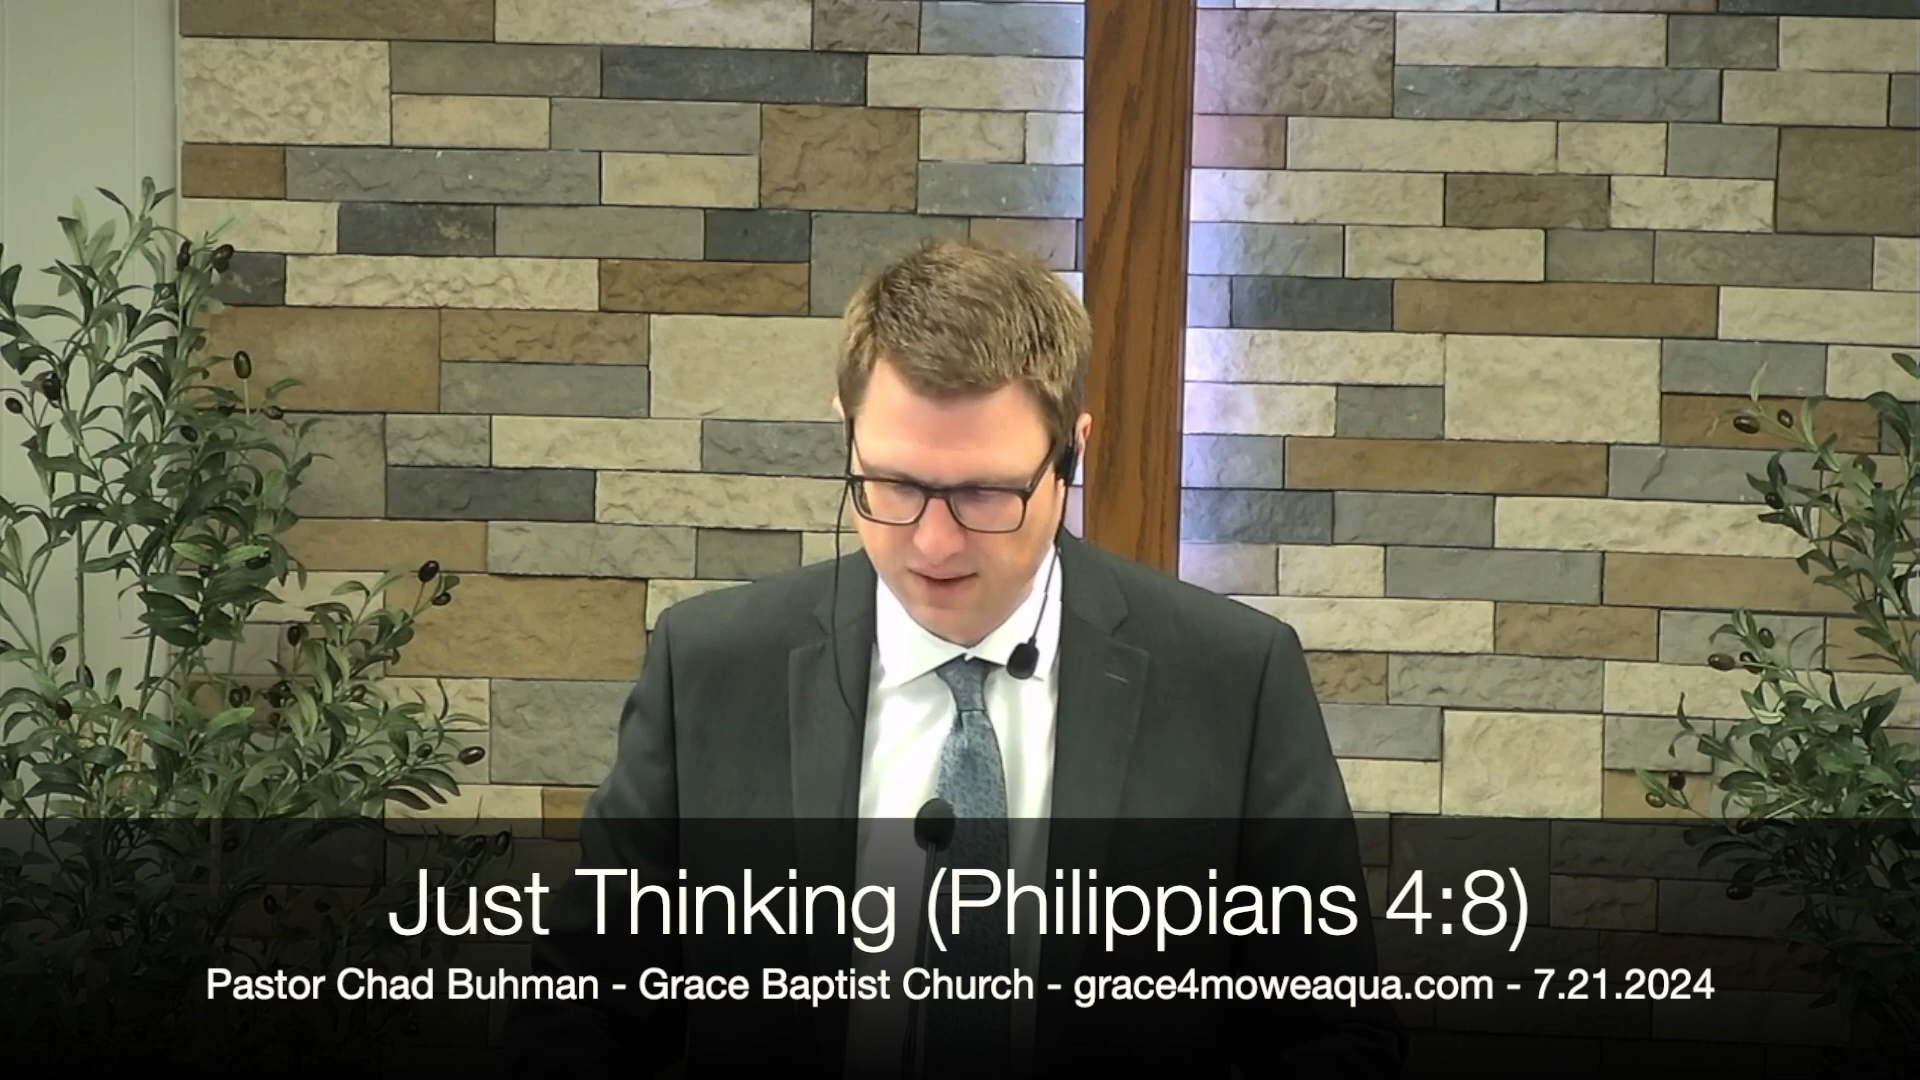 Just Thinking (Philippians 4:8)
Pastor Chad Buhman - Grace Baptist Church - grace4moweaqua.com - 7.21.2024